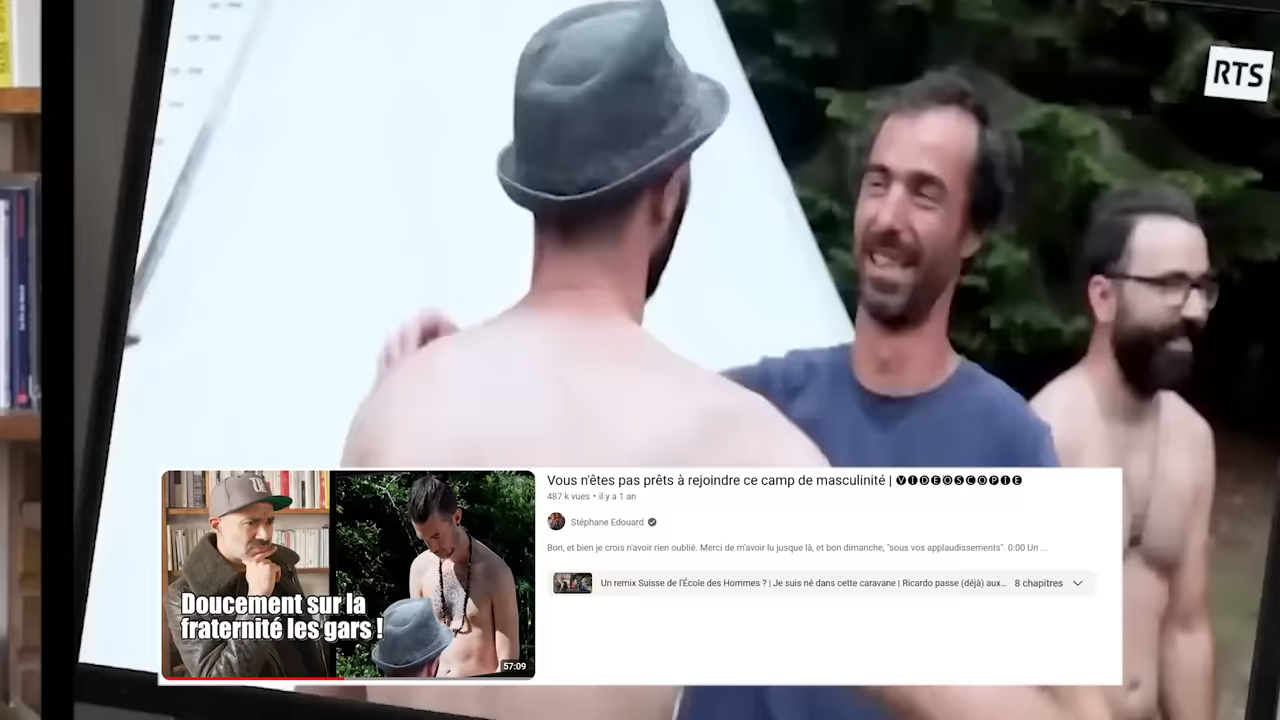 RTS
Vous n'êtes pas prêts à rejoindre ce camp de masculinité | 🅥🅘🅓🅔🅞🅢🅒🅞🅟🅘🅔
487 k vues • il y a 1 an
Stéphane Edouard
Bon, et bien je crois n'avoir rien oublié. Merci de m'avoir lu jusque là, et bon dimanche, "sous vos applaudissements". 0:00 Un ...
Un remix Suisse de l'École des Hommes ? | Je suis né dans cette caravane | Ricardo passe (déjà) aux... 8 chapitres
Doucement sur la
fraternité les gars !
57:09